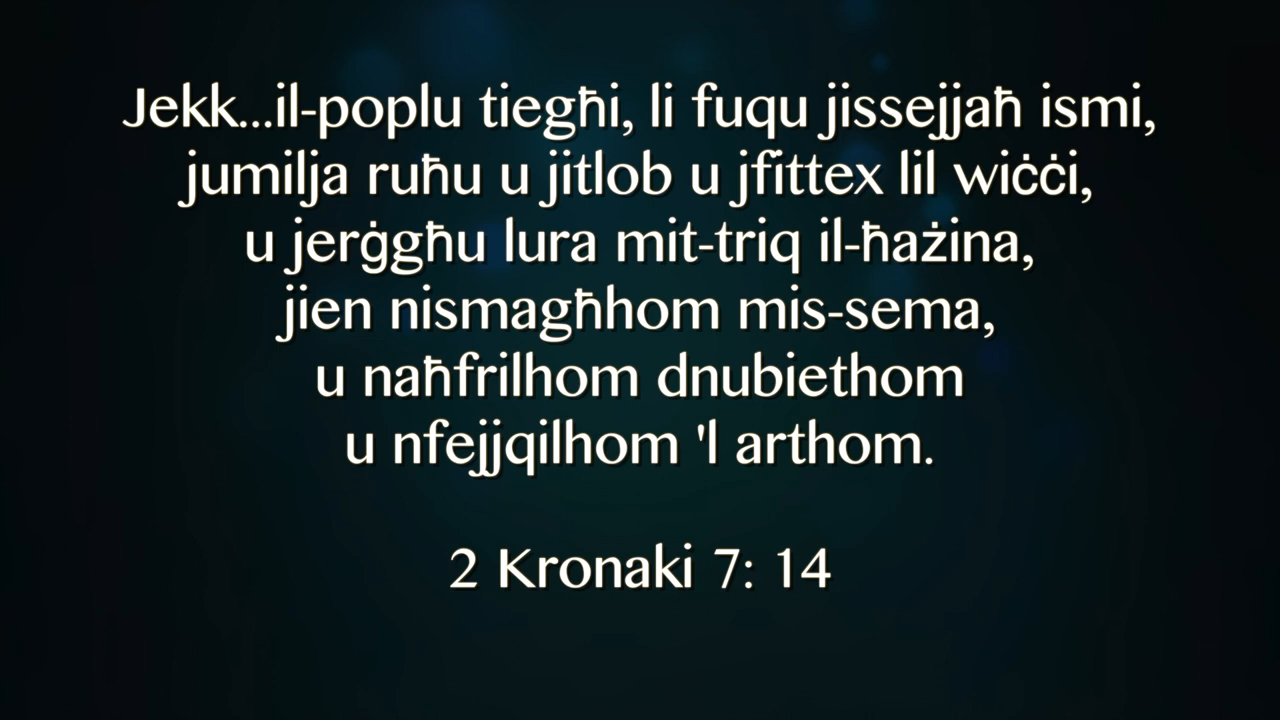 Jekk...il-poplu tiegħi, li fuqu jissejjaħ ismi,
jumilja ruħu u jitlob u jfittex lil wiċċi,
u jerġgħu lura mit-triq il-ħażina,
jien nismagħhom mis-sema,
u naħfrilhom dnubiethom
u nfejjqilhom 'l arthom.
2 Kronaki 7: 14